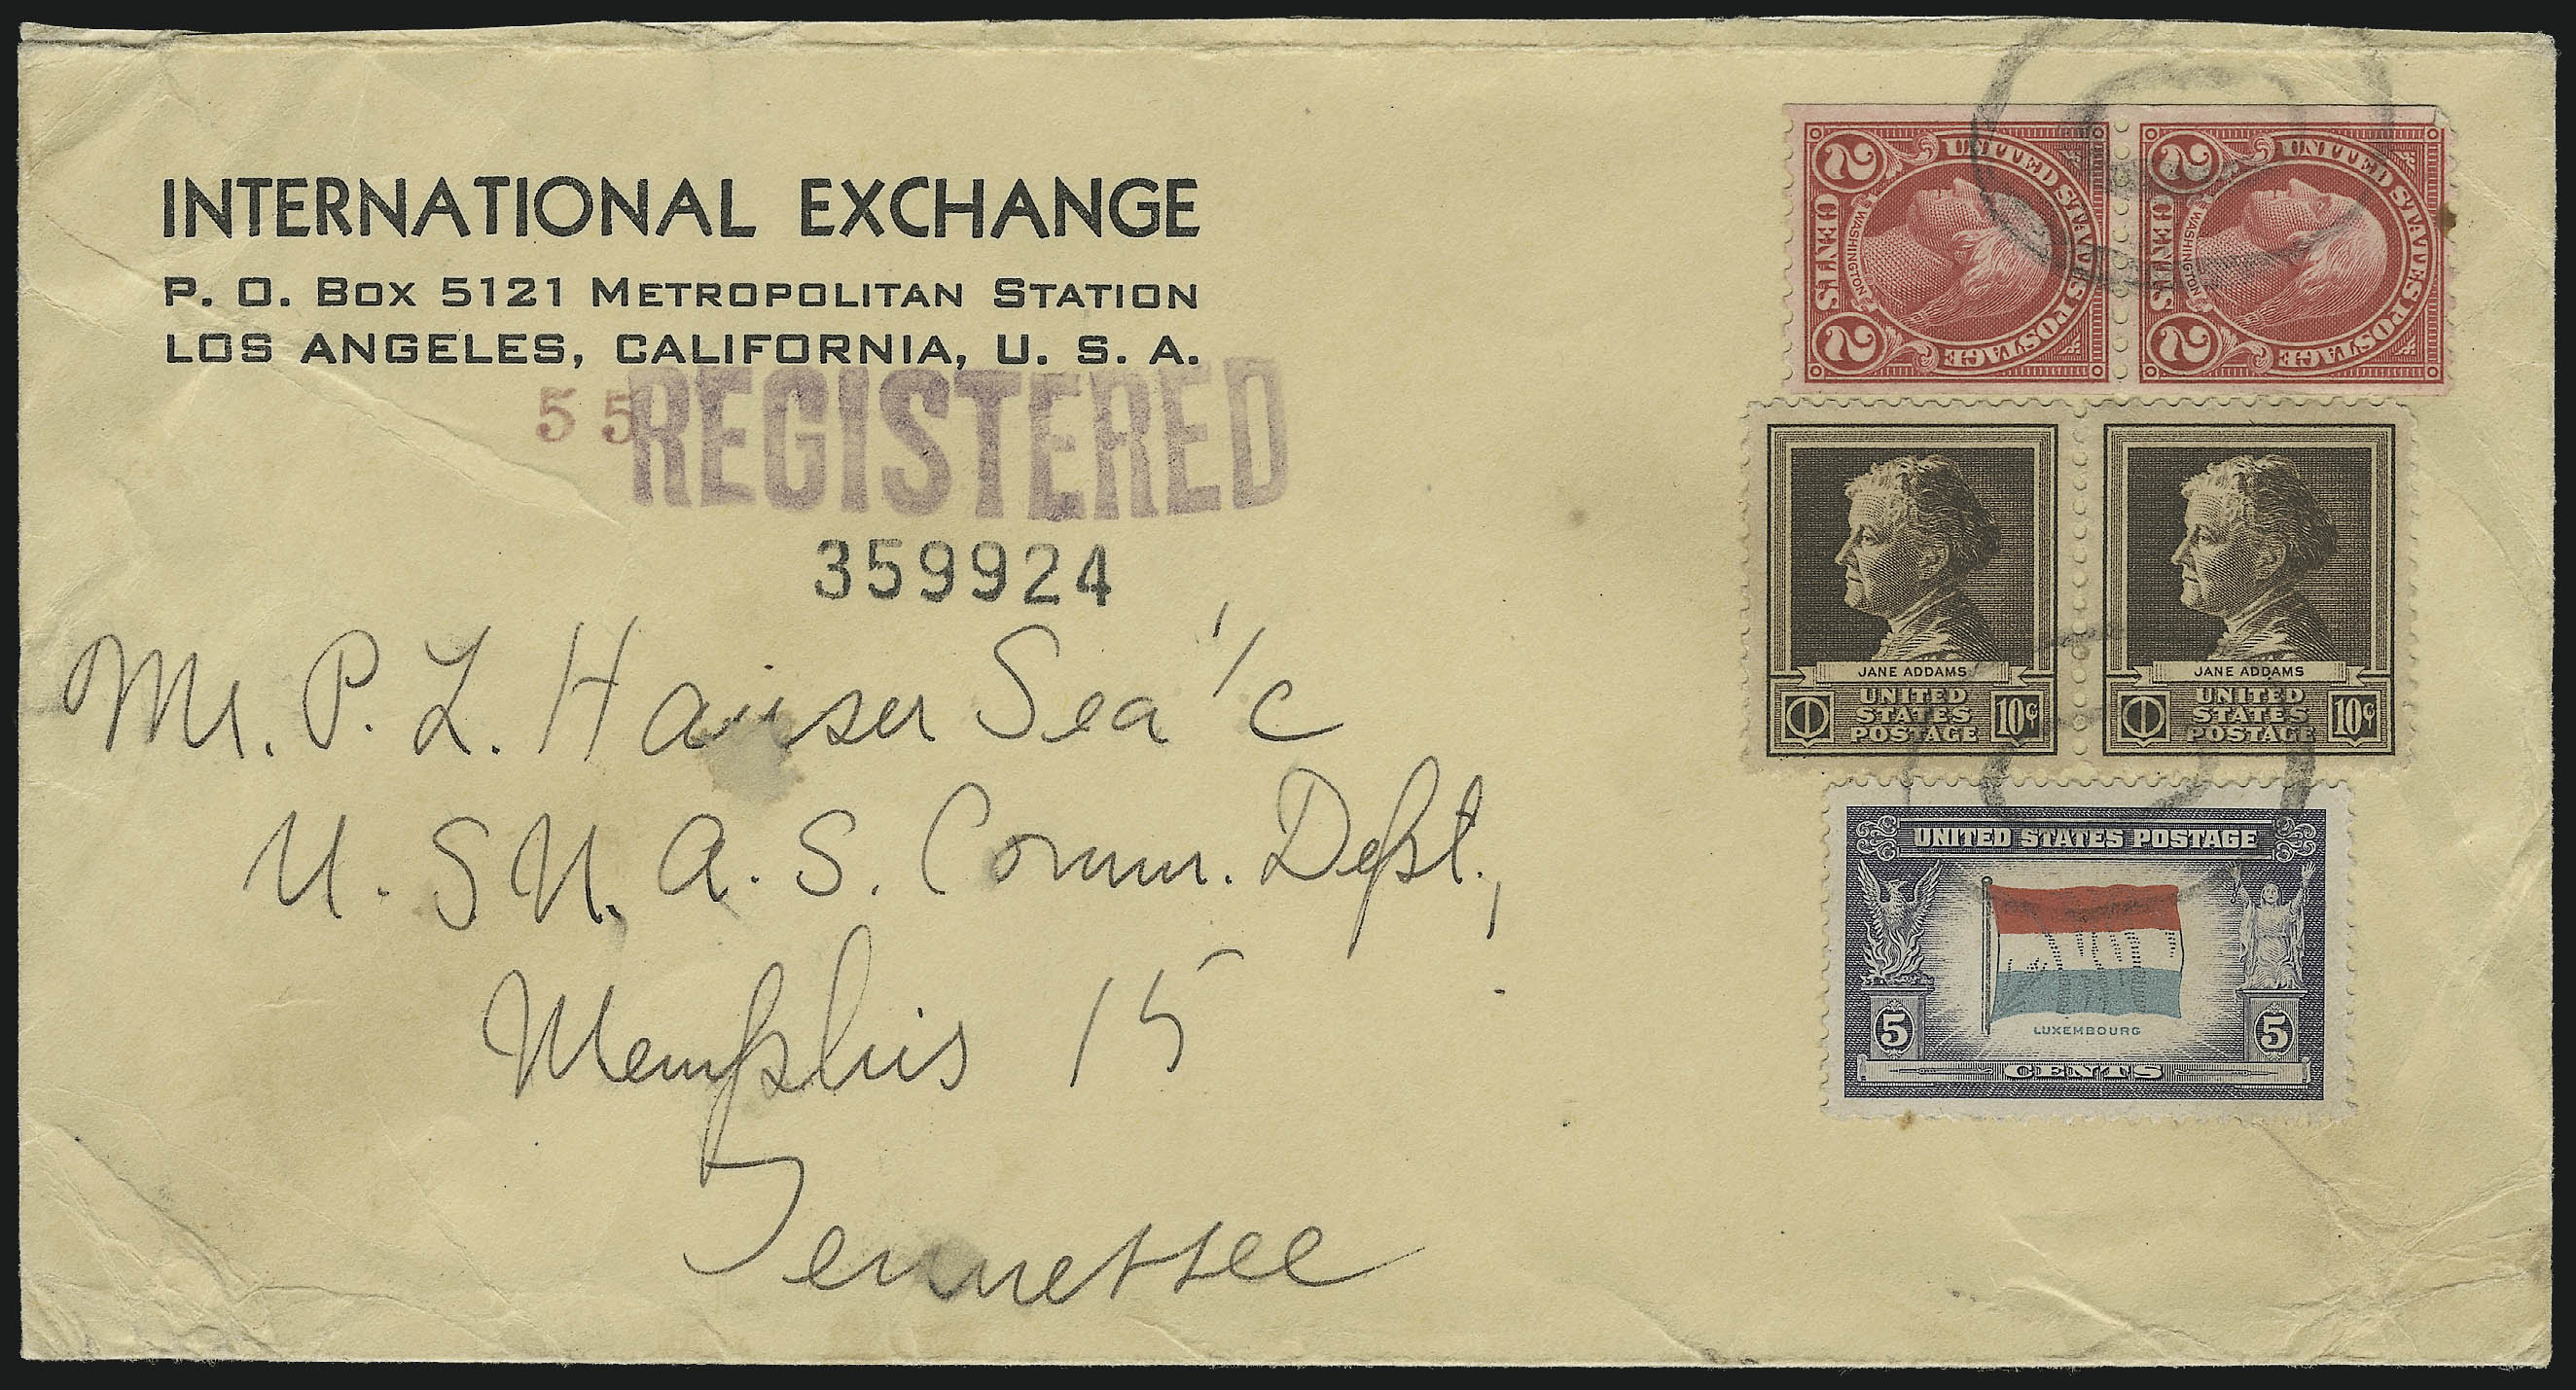 INTERNATIONAL EXCHANGE
P. O. BOX 5121 METROPOLITAN STATION
LOS ANGELES, CALIFORNIA, U. S. A.
55 REGISTERED
359924
Mr. P. L. Hauser Sea 1/c
U. S. N. A. S. Comm. Dept.,
Memphis 15
Tennessee
UNITED STATES POSTAGE
WASHINGTON
2 CENTS 2
UNITED STATES POSTAGE
WASHINGTON
2 CENTS 2
JANE ADDAMS
UNITED
STATES
POSTAGE
10¢
JANE ADDAMS
UNITED
STATES
POSTAGE
10¢
UNITED STATES POSTAGE
LUXEMBOURG
5 5
CENTS